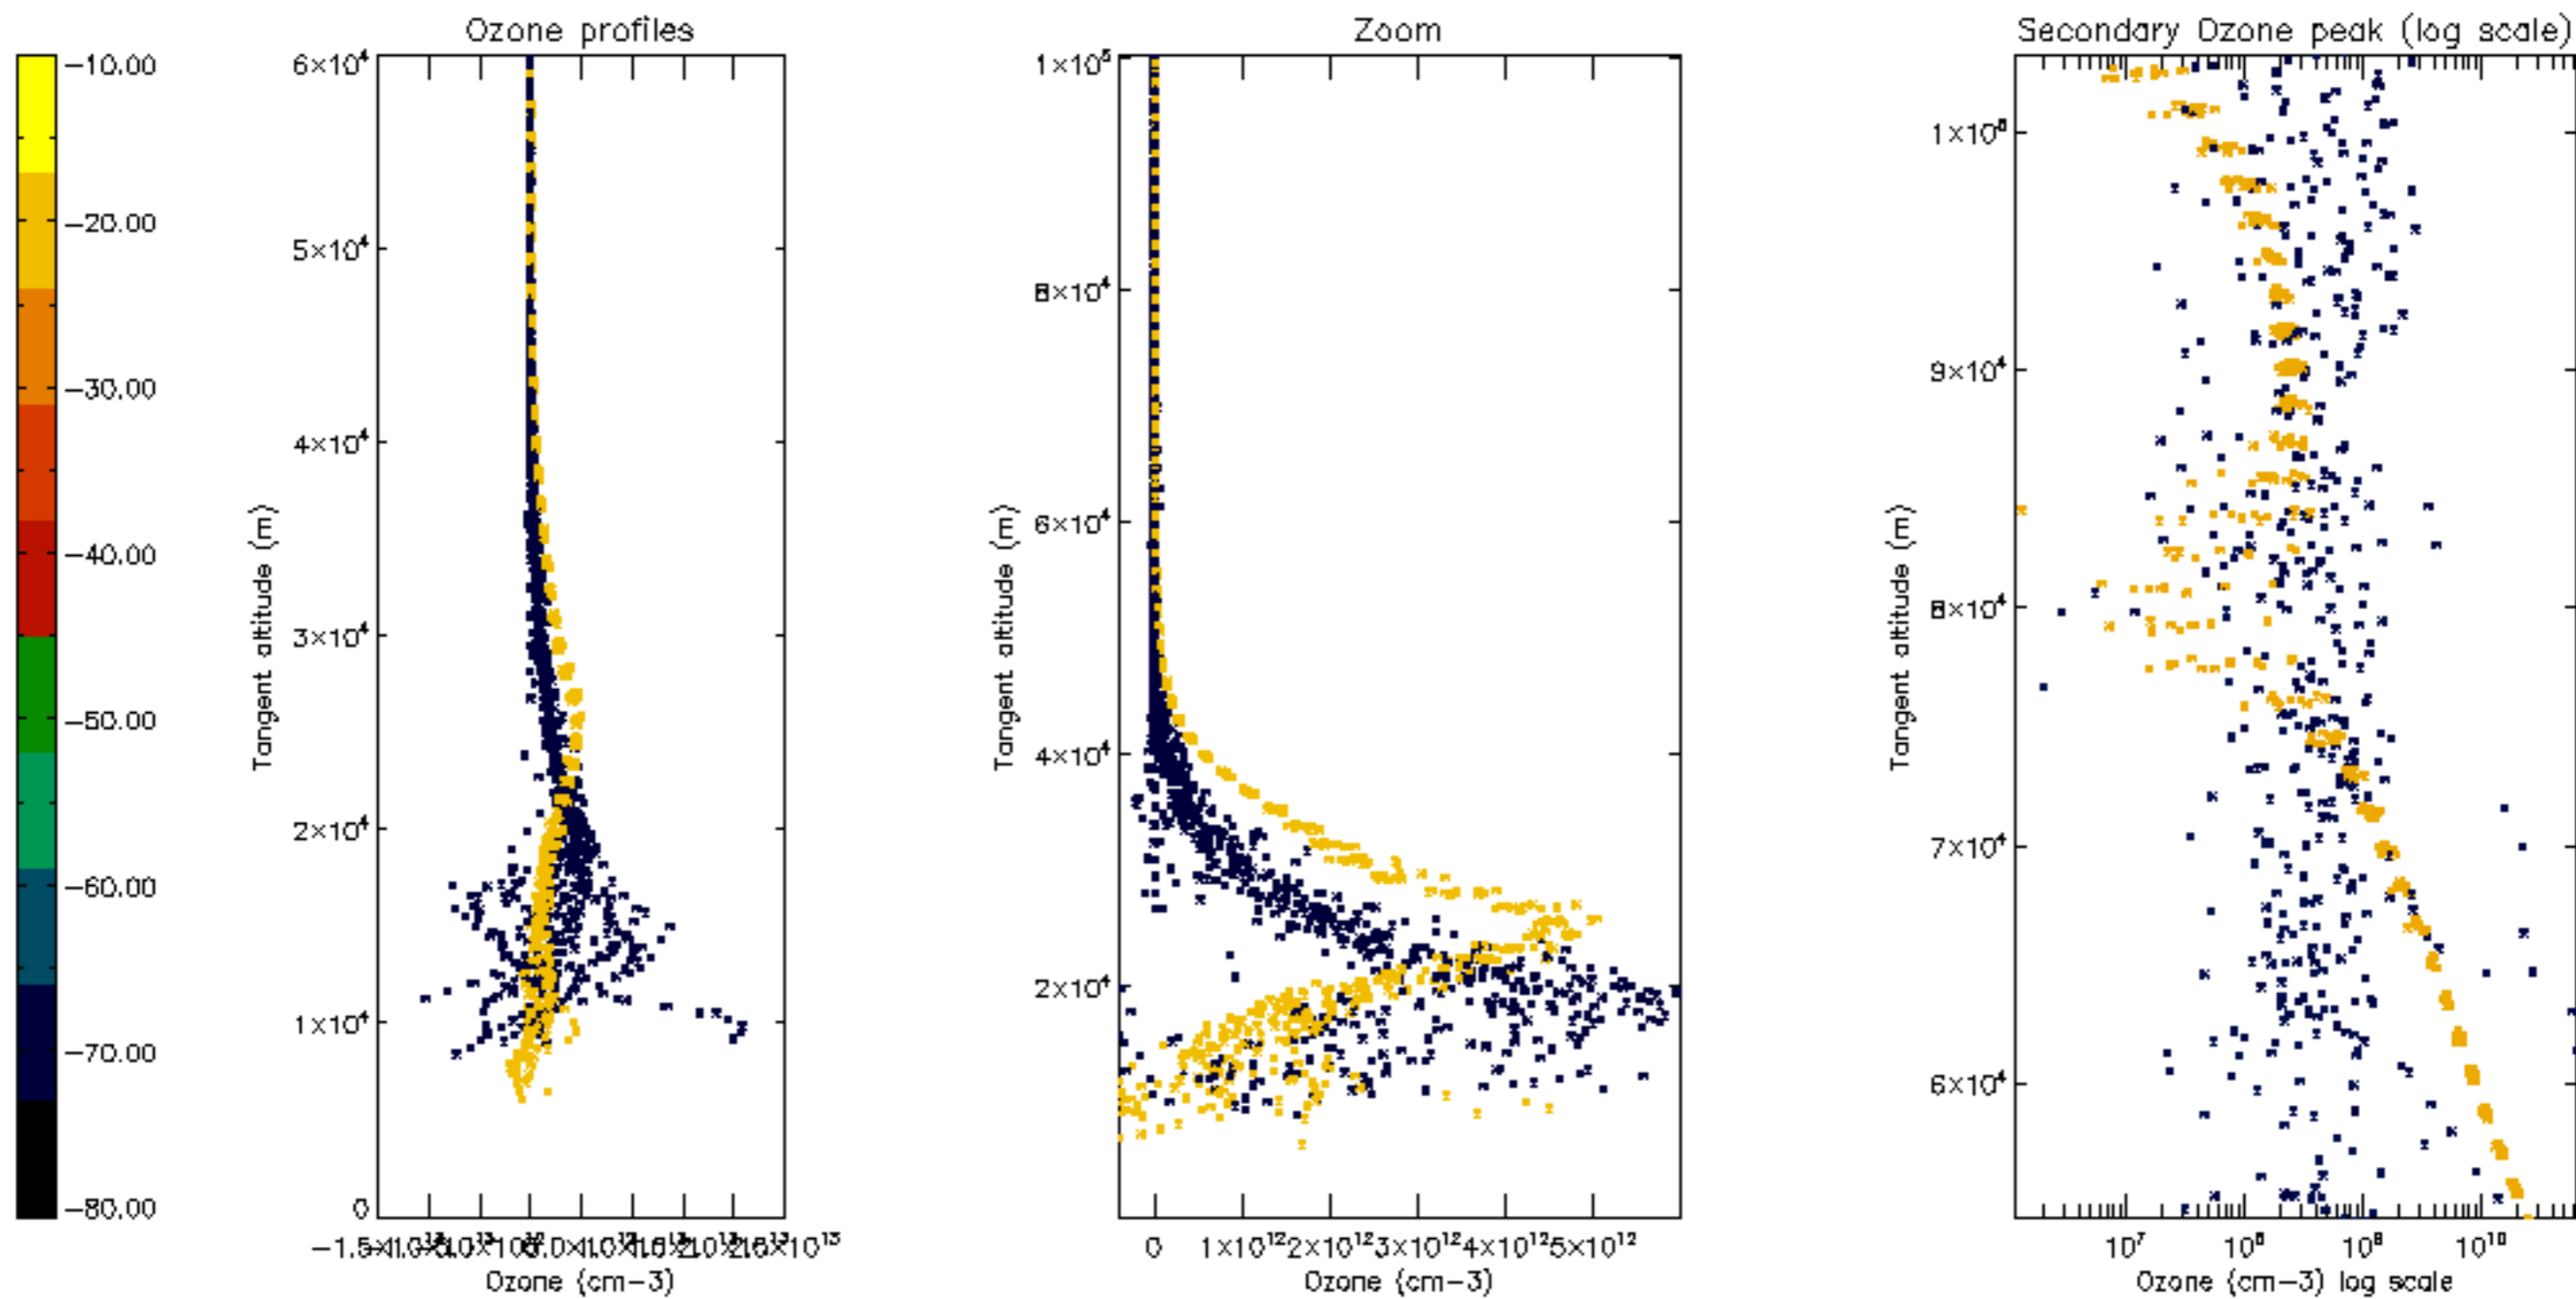 Ozone profiles
Zoom
Secondary Ozone peak (log scale)
−10.00
−20.00
−30.00
−40.00
−50.00
−60.00
−70.00
−80.00
6×10⁴
5×10⁴
4×10⁴
3×10⁴
2×10⁴
1×10⁴
0
Tangent altitude (m)
Ozone (cm−3)
1×10⁵
8×10⁴
6×10⁴
4×10⁴
2×10⁴
Tangent altitude (m)
0 1×10¹² 2×10¹² 3×10¹² 4×10¹² 5×10¹²
Ozone (cm−3)
9×10⁴
8×10⁴
7×10⁴
6×10⁴
Tangent altitude (m)
10⁷ 10⁸ 10⁹ 10¹⁰
Ozone (cm−3) log scale